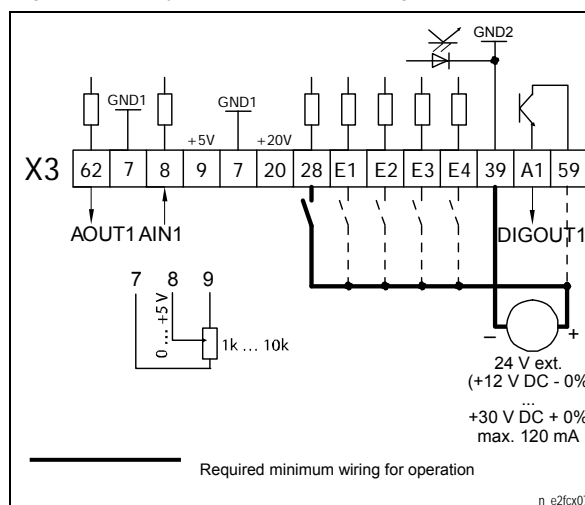 GND2
GND1
GND1
+5V
+20V
X3 62 7 8 9 7 20 28 E1 E2 E3 E4 39 A1 59
AOUT1 AIN1
DIGOUT1
7 8 9
0 ... +5 V
1k ... 10k
– +
24 V ext.
(+12 V DC - 0%
...
+30 V DC + 0%
max. 120 mA
Required minimum wiring for operation